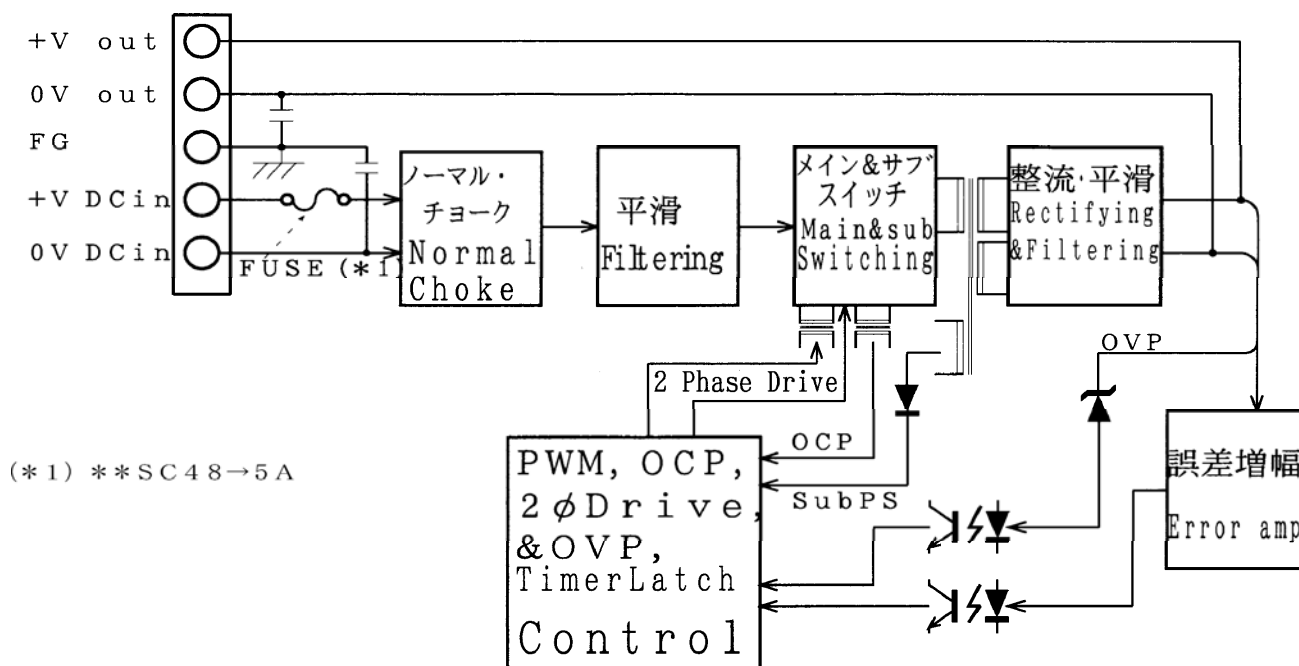 +V out
0V out
FG
+V DCin
0V DCin
FUSE (*1)
ノーマル・
チョーク
Normal
Choke
平滑
Filtering
メイン&サブ
スイッチ
Main&sub
Switching
整流・平滑
Rectifying
&Filtering
OVP
2 Phase Drive
OCP
SubPS
PWM, OCP,
2φDrive,
&OVP,
TimerLatch
Control
誤差増幅
Error amp
(*1) **SC48→5A